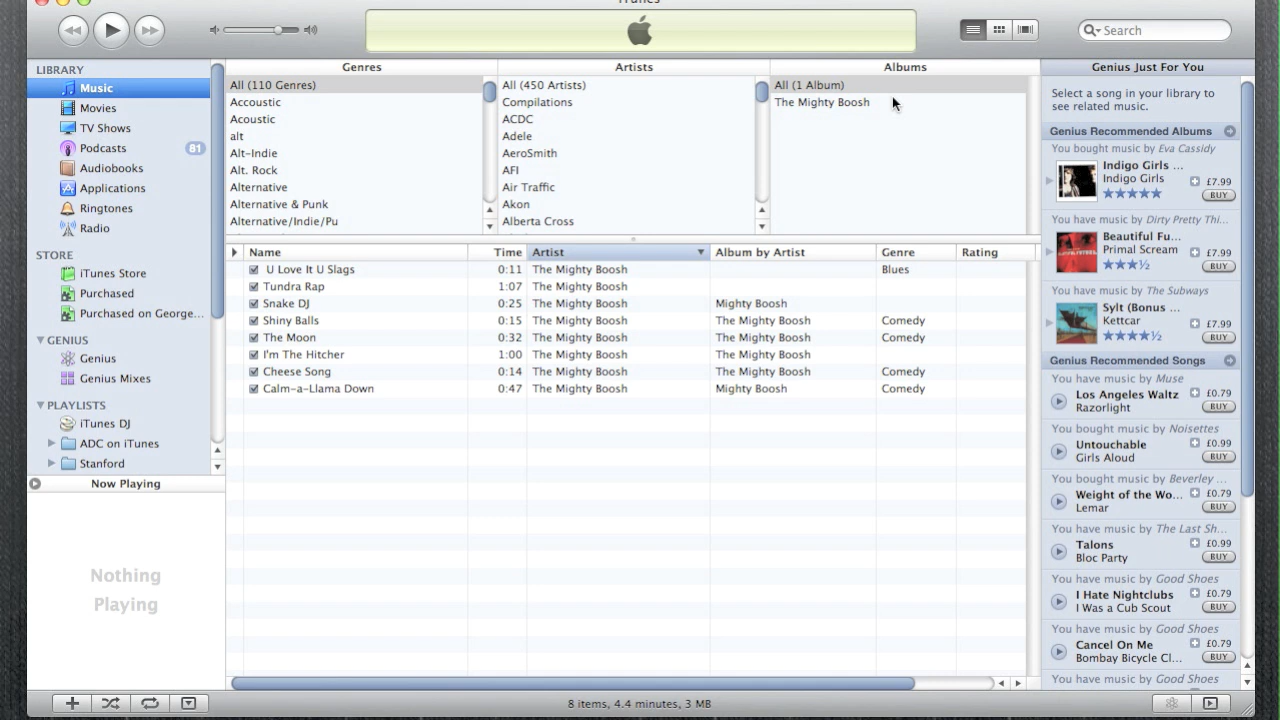 iTunes
Search
LIBRARY
Music
Movies
TV Shows
Podcasts 81
Audiobooks
Applications
Ringtones
Radio
STORE
iTunes Store
Purchased
Purchased on George...
GENIUS
Genius
Genius Mixes
PLAYLISTS
iTunes DJ
ADC on iTunes
Stanford
Now Playing
Nothing
Playing
Genres
All (110 Genres)
Accoustic
Acoustic
alt
Alt-Indie
Alt. Rock
Alternative
Alternative & Punk
Alternative/Indie/Pu
Artists
All (450 Artists)
Compilations
ACDC
Adele
AeroSmith
AFI
Air Traffic
Akon
Alberta Cross
Albums
All (1 Album)
The Mighty Boosh
Name Time Artist Album by Artist Genre Rating
U Love It U Slags 0:11 The Mighty Boosh Blues
Tundra Rap 1:07 The Mighty Boosh
Snake DJ 0:25 The Mighty Boosh Mighty Boosh
Shiny Balls 0:15 The Mighty Boosh The Mighty Boosh Comedy
The Moon 0:32 The Mighty Boosh The Mighty Boosh Comedy
I'm The Hitcher 1:00 The Mighty Boosh The Mighty Boosh
Cheese Song 0:14 The Mighty Boosh The Mighty Boosh Comedy
Calm-a-Llama Down 0:47 The Mighty Boosh Mighty Boosh Comedy
8 items, 4.4 minutes, 3 MB
Genius Just For You
Select a song in your library to
see related music.
Genius Recommended Albums
You bought music by Eva Cassidy
Indigo Girls ...
Indigo Girls £7.99
BUY
You have music by Dirty Pretty Thi...
Beautiful Fu...
Primal Scream £7.99
BUY
You have music by The Subways
Sylt (Bonus ...
Kettcar £7.99
BUY
Genius Recommended Songs
You have music by Muse
Los Angeles Waltz £0.79
Razorlight BUY
You bought music by Noisettes
Untouchable £0.99
Girls Aloud BUY
You bought music by Beverley ...
Weight of the Wo... £0.79
Lemar BUY
You have music by The Last Sh...
Talons £0.99
Bloc Party BUY
You have music by Good Shoes
I Hate Nightclubs £0.79
I Was a Cub Scout BUY
You have music by Good Shoes
Cancel On Me £0.79
Bombay Bicycle Cl... BUY
You have music by Good Shoes